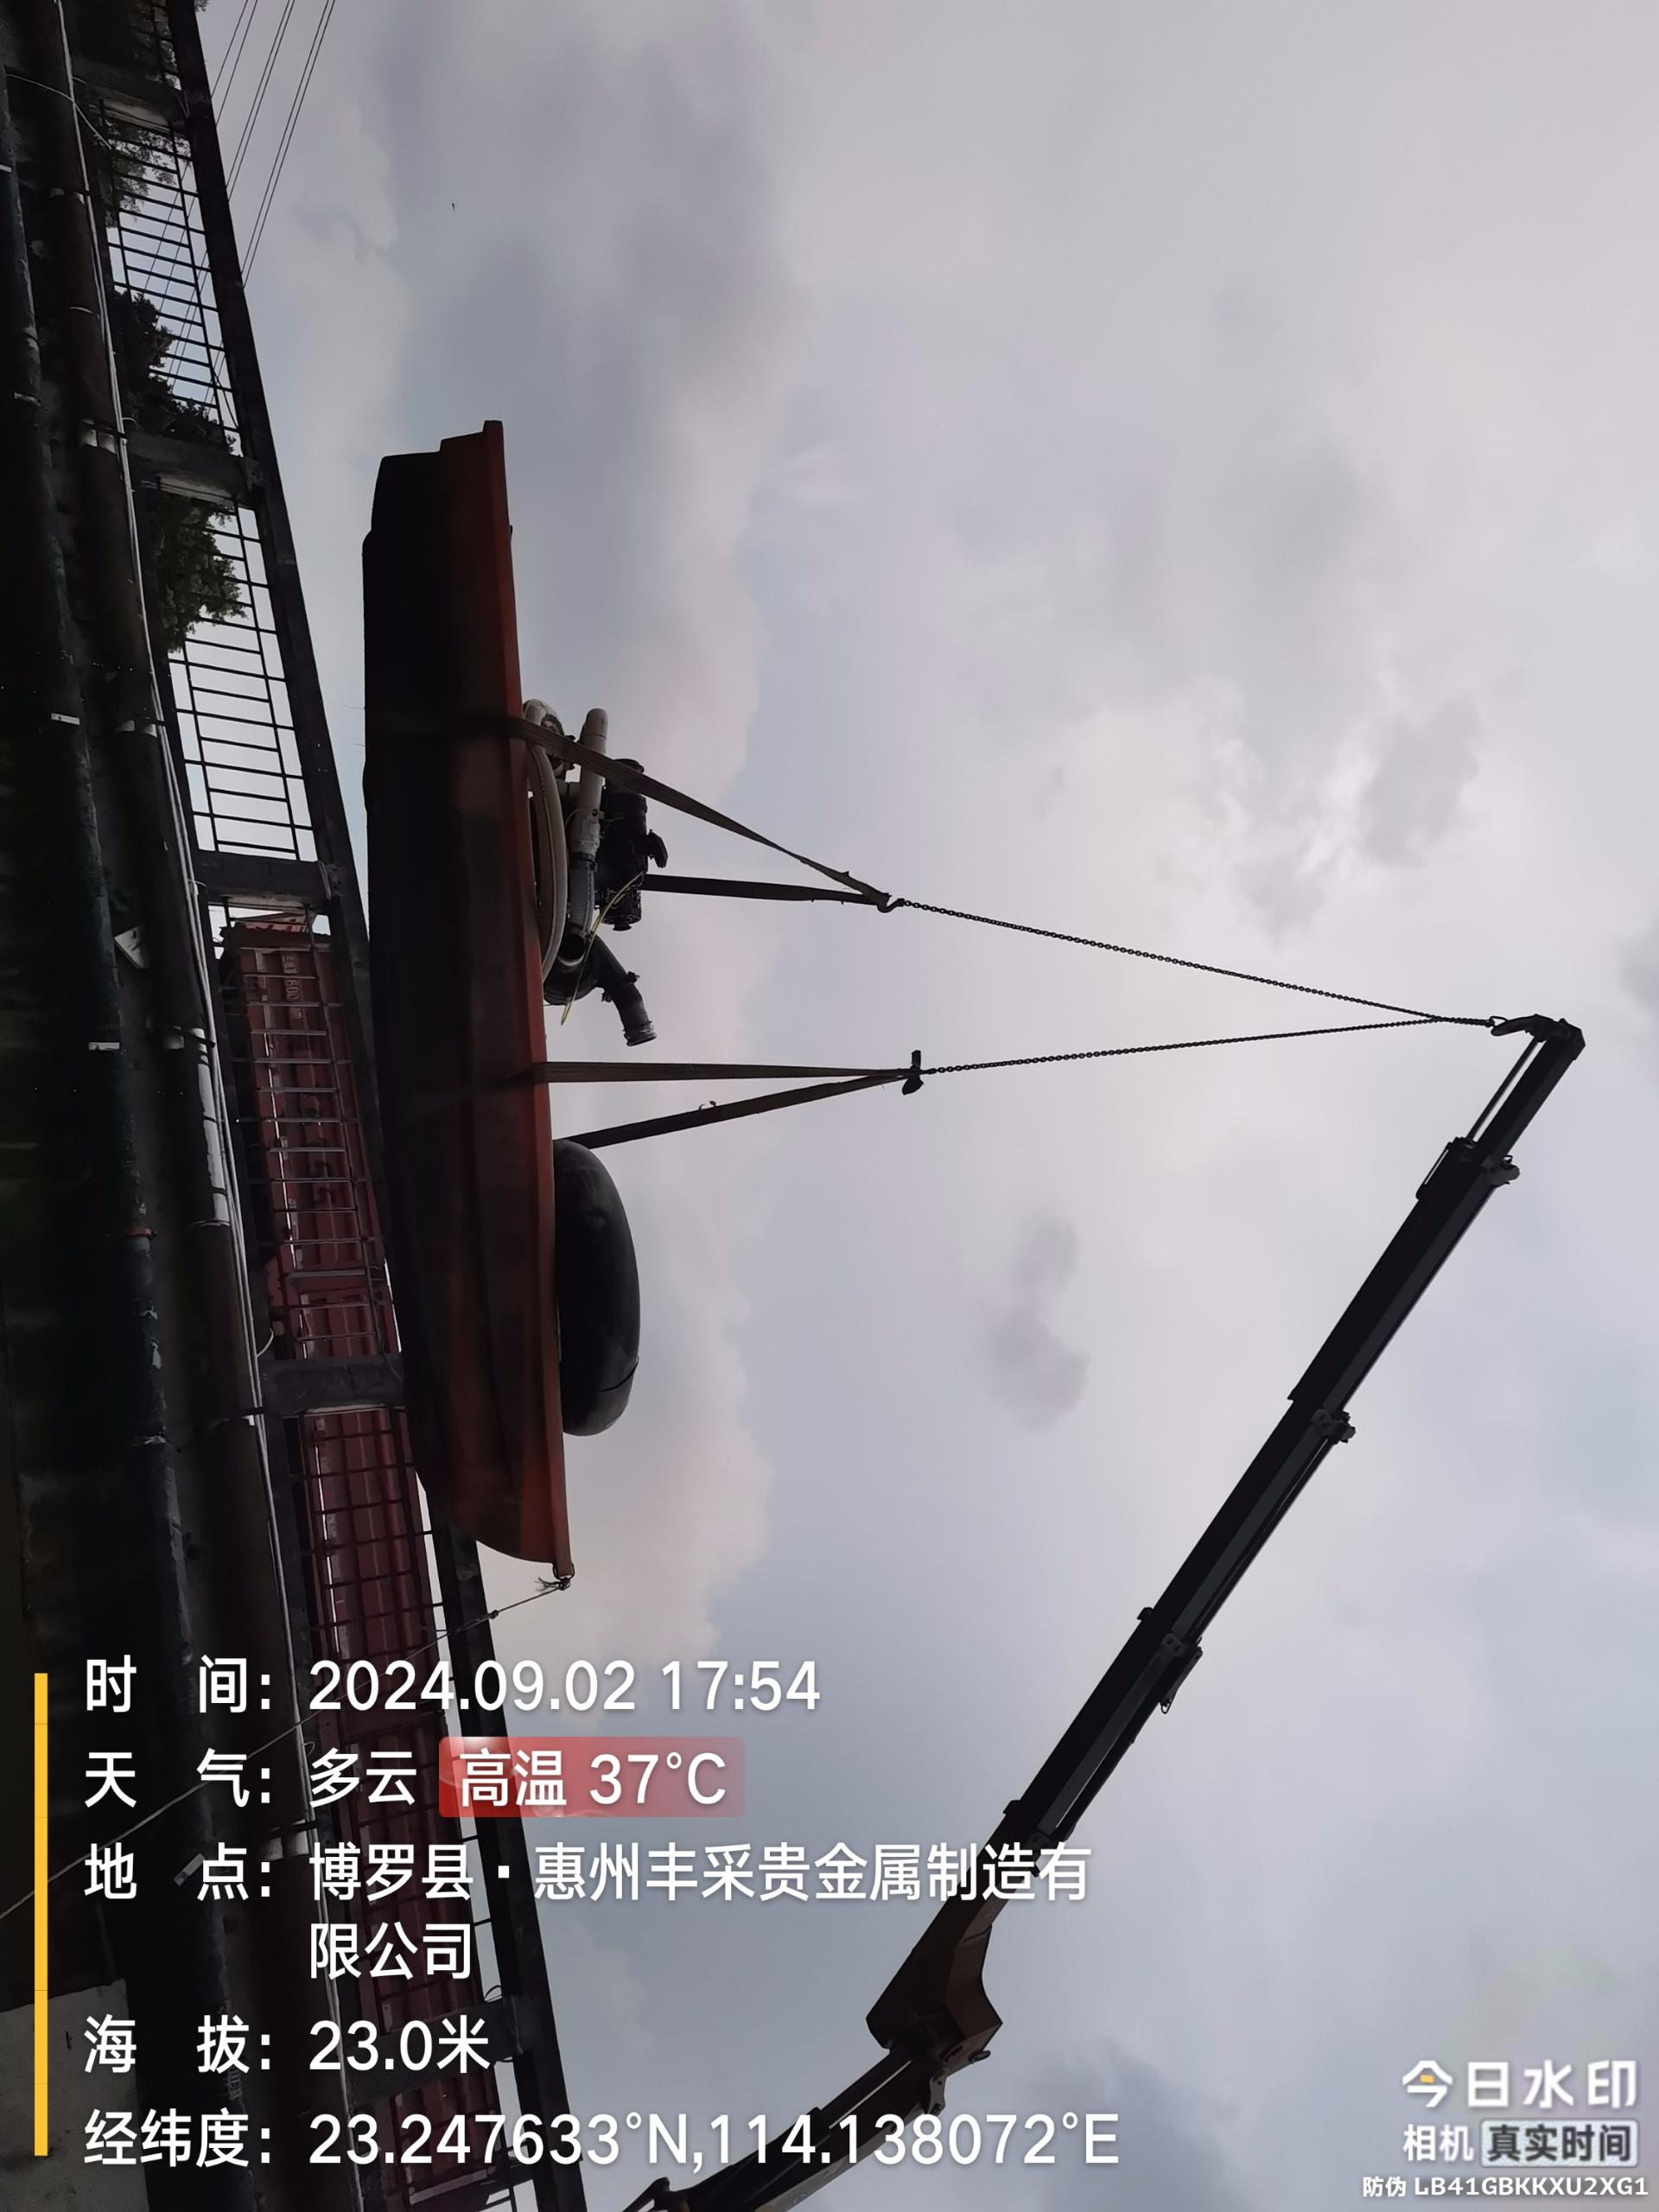 时间：2024.09.02 17:54
天气：多云 高温 37°C
地点：博罗县·惠州丰采贵金属制造有
限公司
海拔：23.0米
经纬度：23.247633°N,114.138072°E
今日水印
相机 真实时间
防伪 LB41GBKKXU2XG1